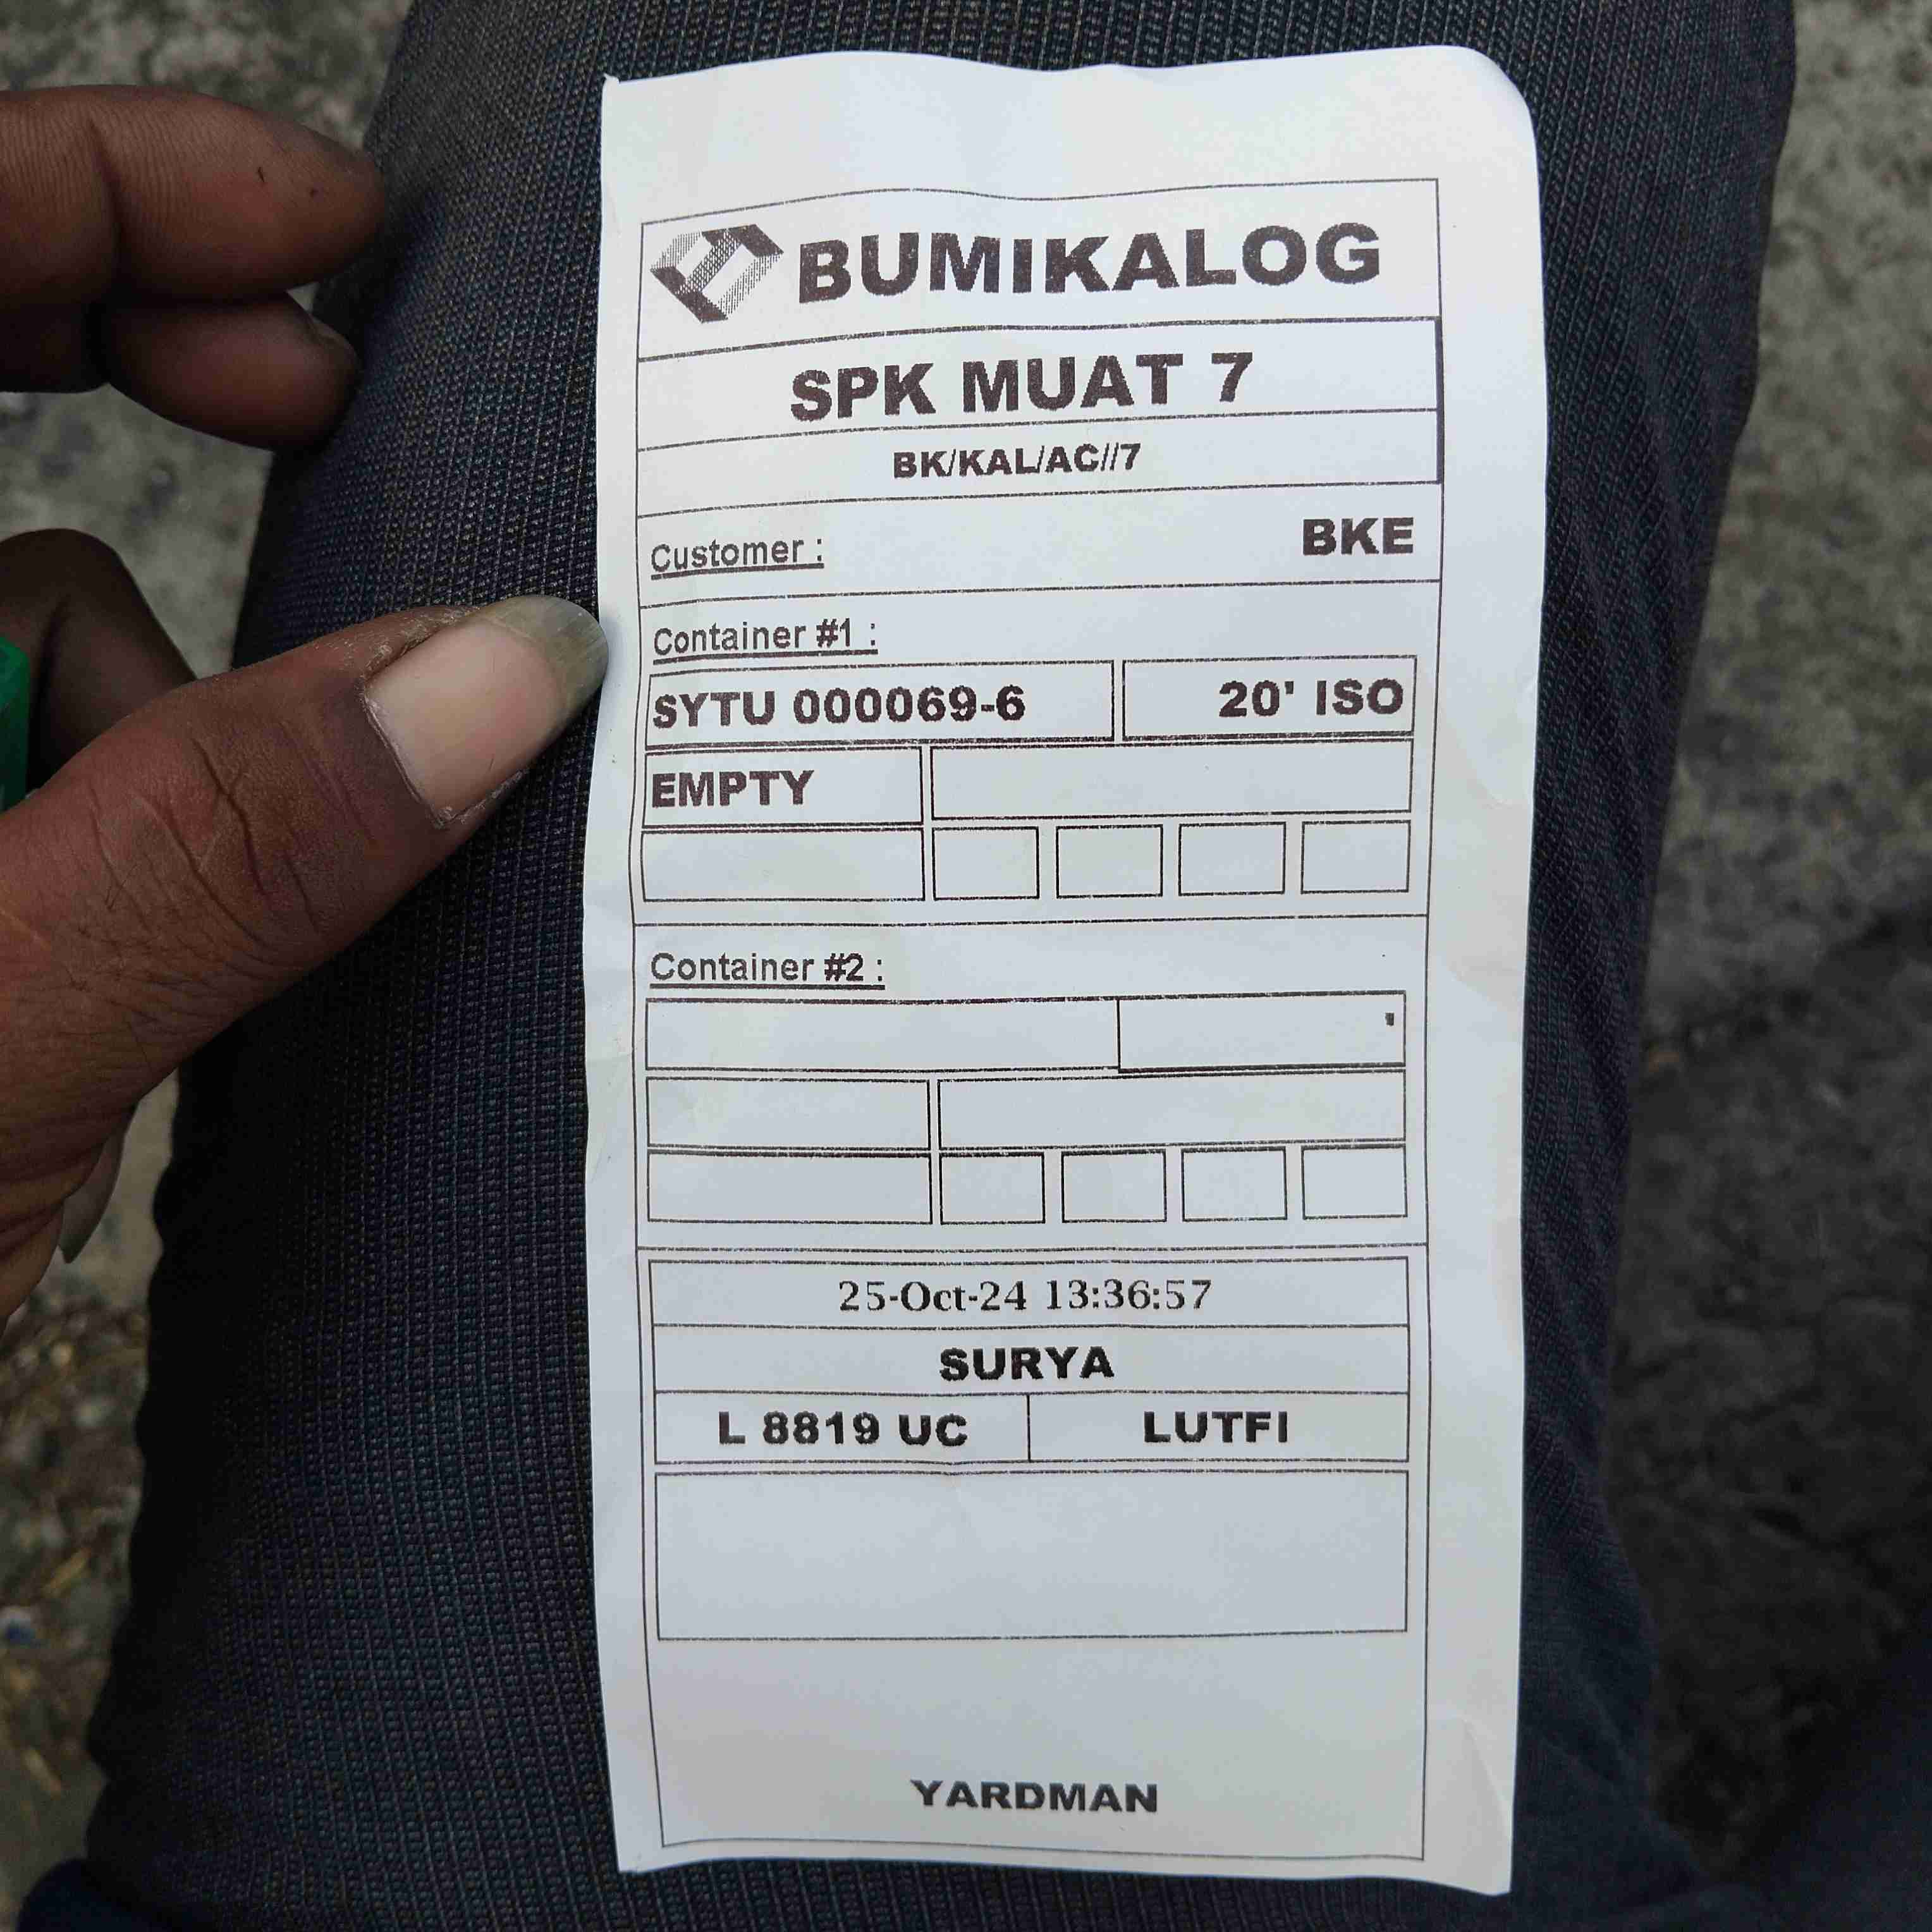 BUMIKALOG
SPK MUAT 7
BK/KAL/AC//7
Customer : BKE
Container #1 :
SYTU 000069-6 20' ISO
EMPTY
Container #2 :
'
25-Oct-24 13:36:57
SURYA
L 8819 UC LUTFI
YARDMAN